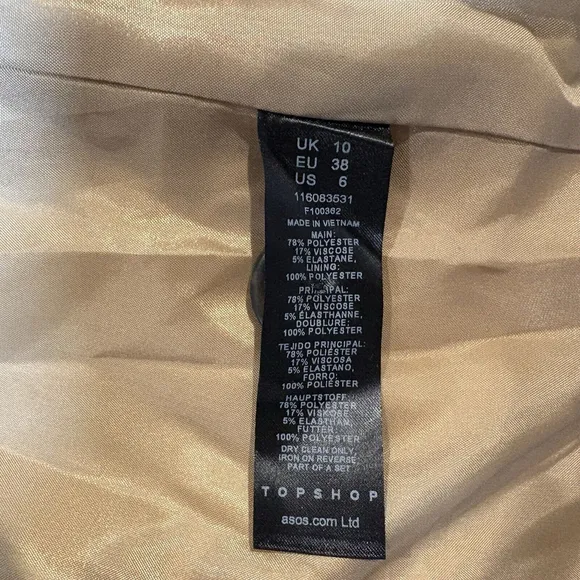 UK 10
EU 38
US 6
116083531
F100362
MADE IN VIETNAM
MAIN:
78% POLYESTER
17% VISCOSE
5% ELASTANE,
LINING:
100% POLYESTER
PRINCIPAL:
78% POLYESTER
17% VISCOSE
5% ÉLASTHANNE,
DOUBLURE:
100% POLYESTER
TEJIDO PRINCIPAL:
78% POLIÉSTER
17% VISCOSA
5% ELASTANO,
FORRO:
100% POLIÉSTER
HAUPTSTOFF:
78% POLYESTER
17% VISKOSE
5% ELASTHAN,
FUTTER:
100% POLYESTER
DRY CLEAN ONLY,
IRON ON REVERSE
PART OF A SET
TOPSHOP
asos.com Ltd